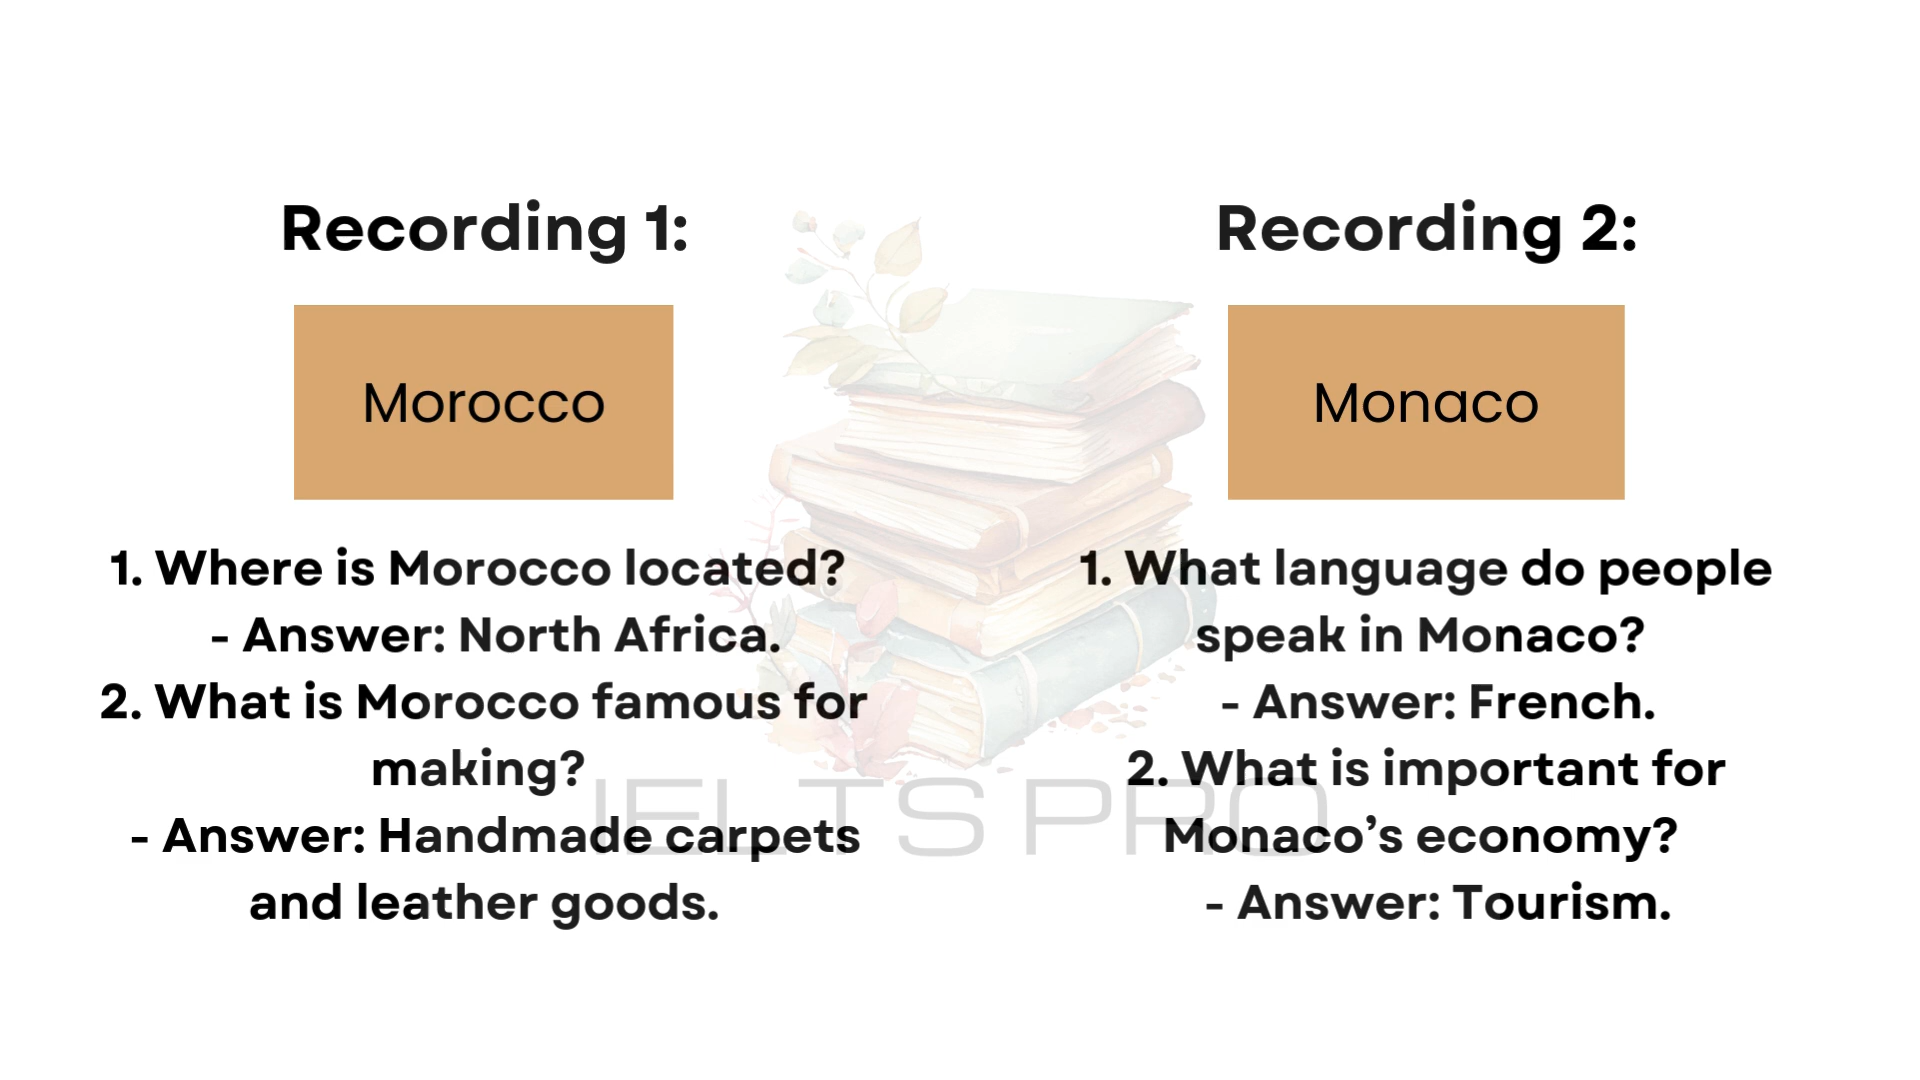 Recording 1:
Morocco
1. Where is Morocco located?
- Answer: North Africa.
2. What is Morocco famous for
making?
- Answer: Handmade carpets
and leather goods.
Recording 2:
Monaco
1. What language do people
speak in Monaco?
- Answer: French.
2. What is important for
Monaco’s economy?
- Answer: Tourism.
IELTS PRO